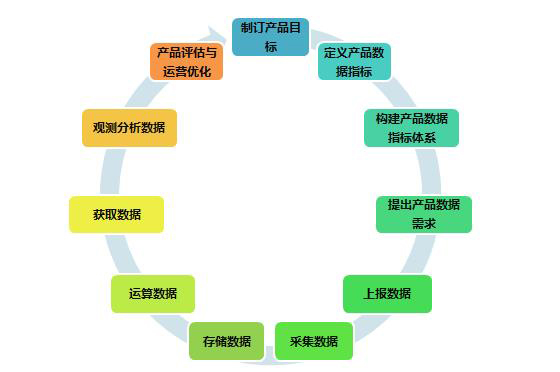 制订产品目
标
定义产品数
据指标
构建产品数据
指标体系
提出产品数据
需求
上报数据
采集数据
存储数据
运算数据
获取数据
观测分析数据
产品评估与
运营优化